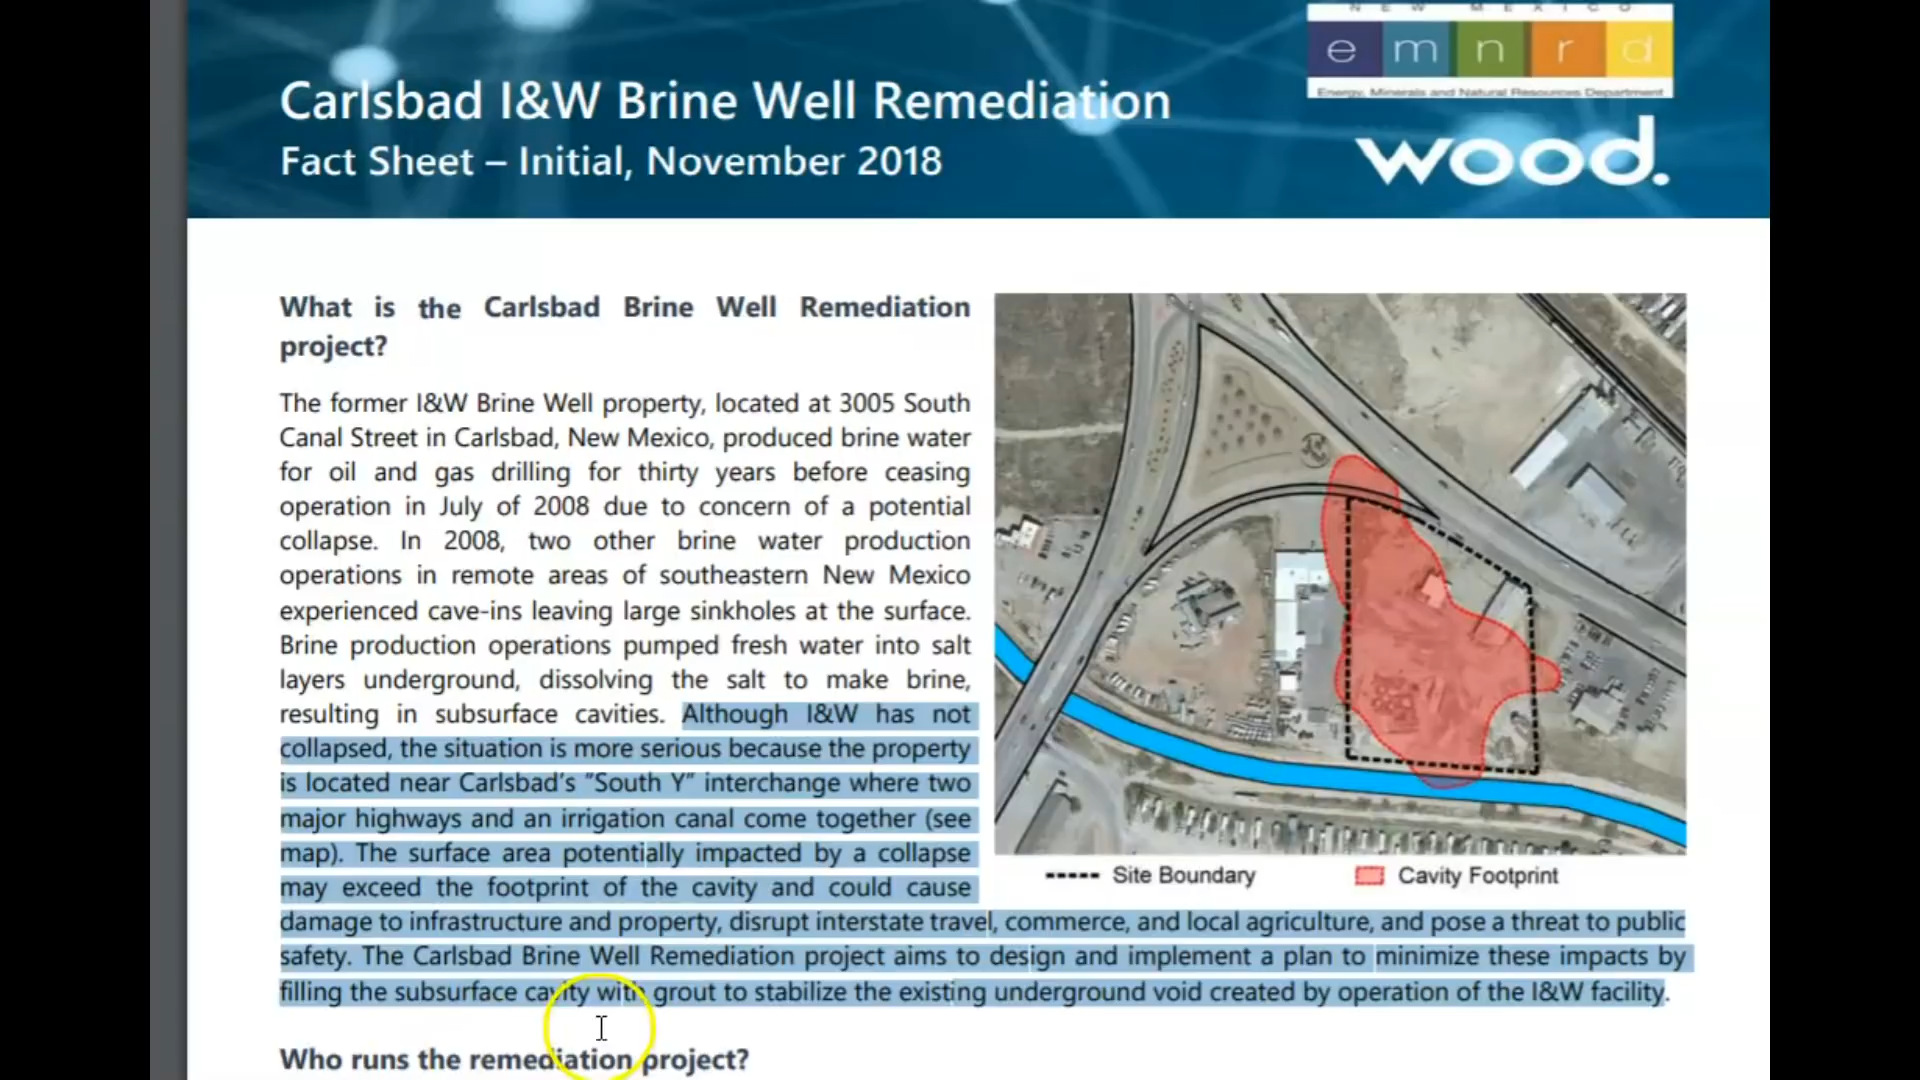 NEW MEXICO
e m n r d
Energy, Minerals and Natural Resources Department
wood.
Carlsbad I&W Brine Well Remediation
Fact Sheet – Initial, November 2018
What is the Carlsbad Brine Well Remediation
project?
The former I&W Brine Well property, located at 3005 South
Canal Street in Carlsbad, New Mexico, produced brine water
for oil and gas drilling for thirty years before ceasing
operation in July of 2008 due to concern of a potential
collapse. In 2008, two other brine water production
operations in remote areas of southeastern New Mexico
experienced cave-ins leaving large sinkholes at the surface.
Brine production operations pumped fresh water into salt
layers underground, dissolving the salt to make brine,
resulting in subsurface cavities. Although I&W has not
collapsed, the situation is more serious because the property
is located near Carlsbad's "South Y" interchange where two
major highways and an irrigation canal come together (see
map). The surface area potentially impacted by a collapse
may exceed the footprint of the cavity and could cause
damage to infrastructure and property, disrupt interstate travel, commerce, and local agriculture, and pose a threat to public
safety. The Carlsbad Brine Well Remediation project aims to design and implement a plan to minimize these impacts by
filling the subsurface cavity with grout to stabilize the existing underground void created by operation of the I&W facility.
Site Boundary
Cavity Footprint
Who runs the remediation project?